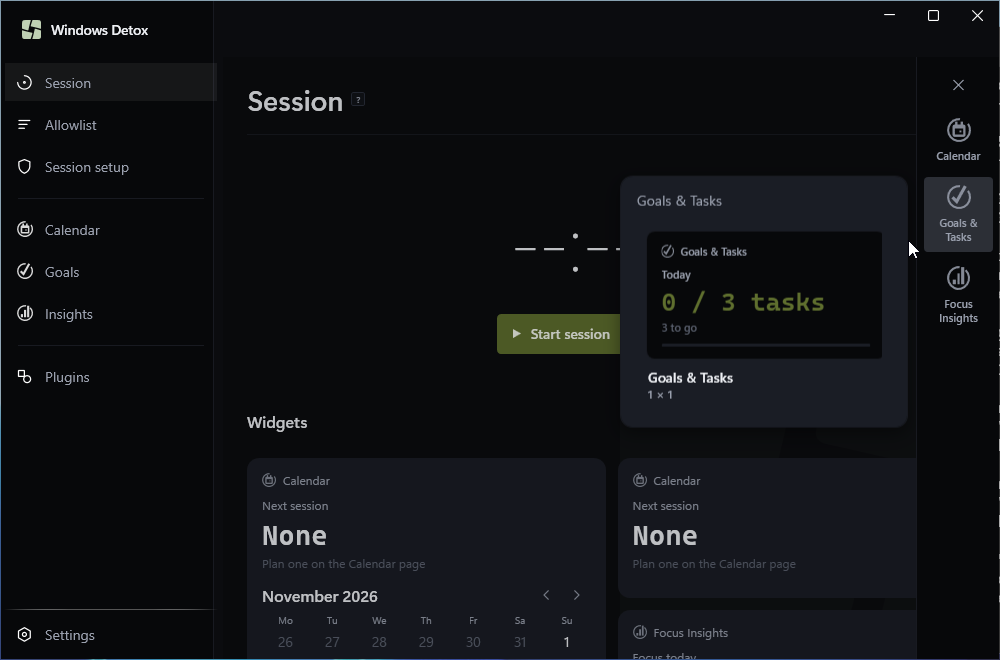 Windows Detox
Session
Allowlist
Session setup
Calendar
Goals
Insights
Plugins
Settings
Session ?
Start session
Goals & Tasks
Goals & Tasks
Today
0 / 3 tasks
3 to go
Goals & Tasks
1 × 1
Widgets
Calendar
Next session
None
Plan one on the Calendar page
November 2026
Mo Tu We Th Fr Sa Su
26 27 28 29 30 31 1
Calendar
Next session
None
Plan one on the Calendar page
Focus Insights
Focus today
Calendar
Goals &
Tasks
Focus
Insights